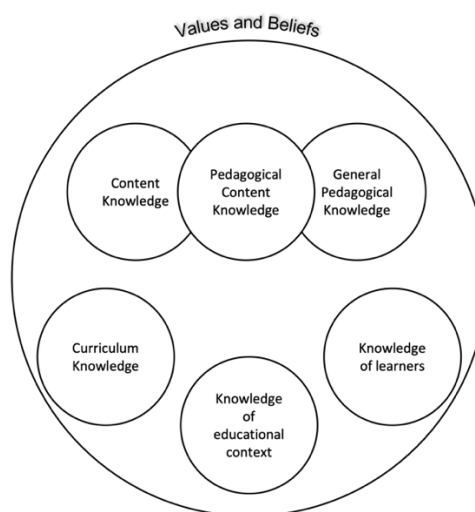 Values and Beliefs
Content
Knowledge
Pedagogical
Content
Knowledge
General
Pedagogical
Knowledge
Curriculum
Knowledge
Knowledge
of
educational
context
Knowledge
of learners